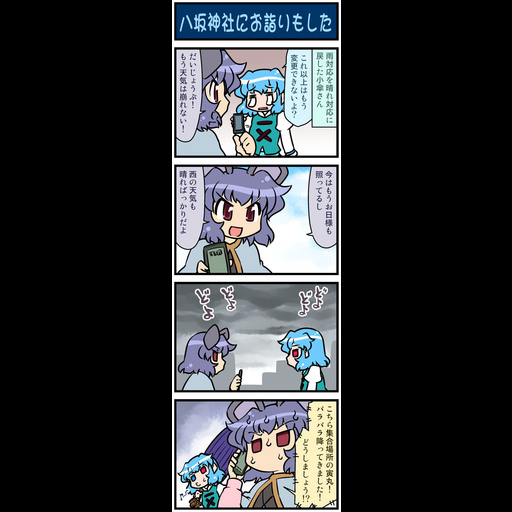 八坂神社にお詣りもした
雨対応を晴れ対応に
戻した小傘さん
これ以上はもう
変更できないよ?
だいじょうぶ!
もう天気は崩れない!
今はもうお日様も
照ってるし
西の天気も
晴ればっかりだよ
どよ
どよ
どよ
どよ
こちら集合場所の寅丸!
パラパラ降ってきました!
どうしましょう!?